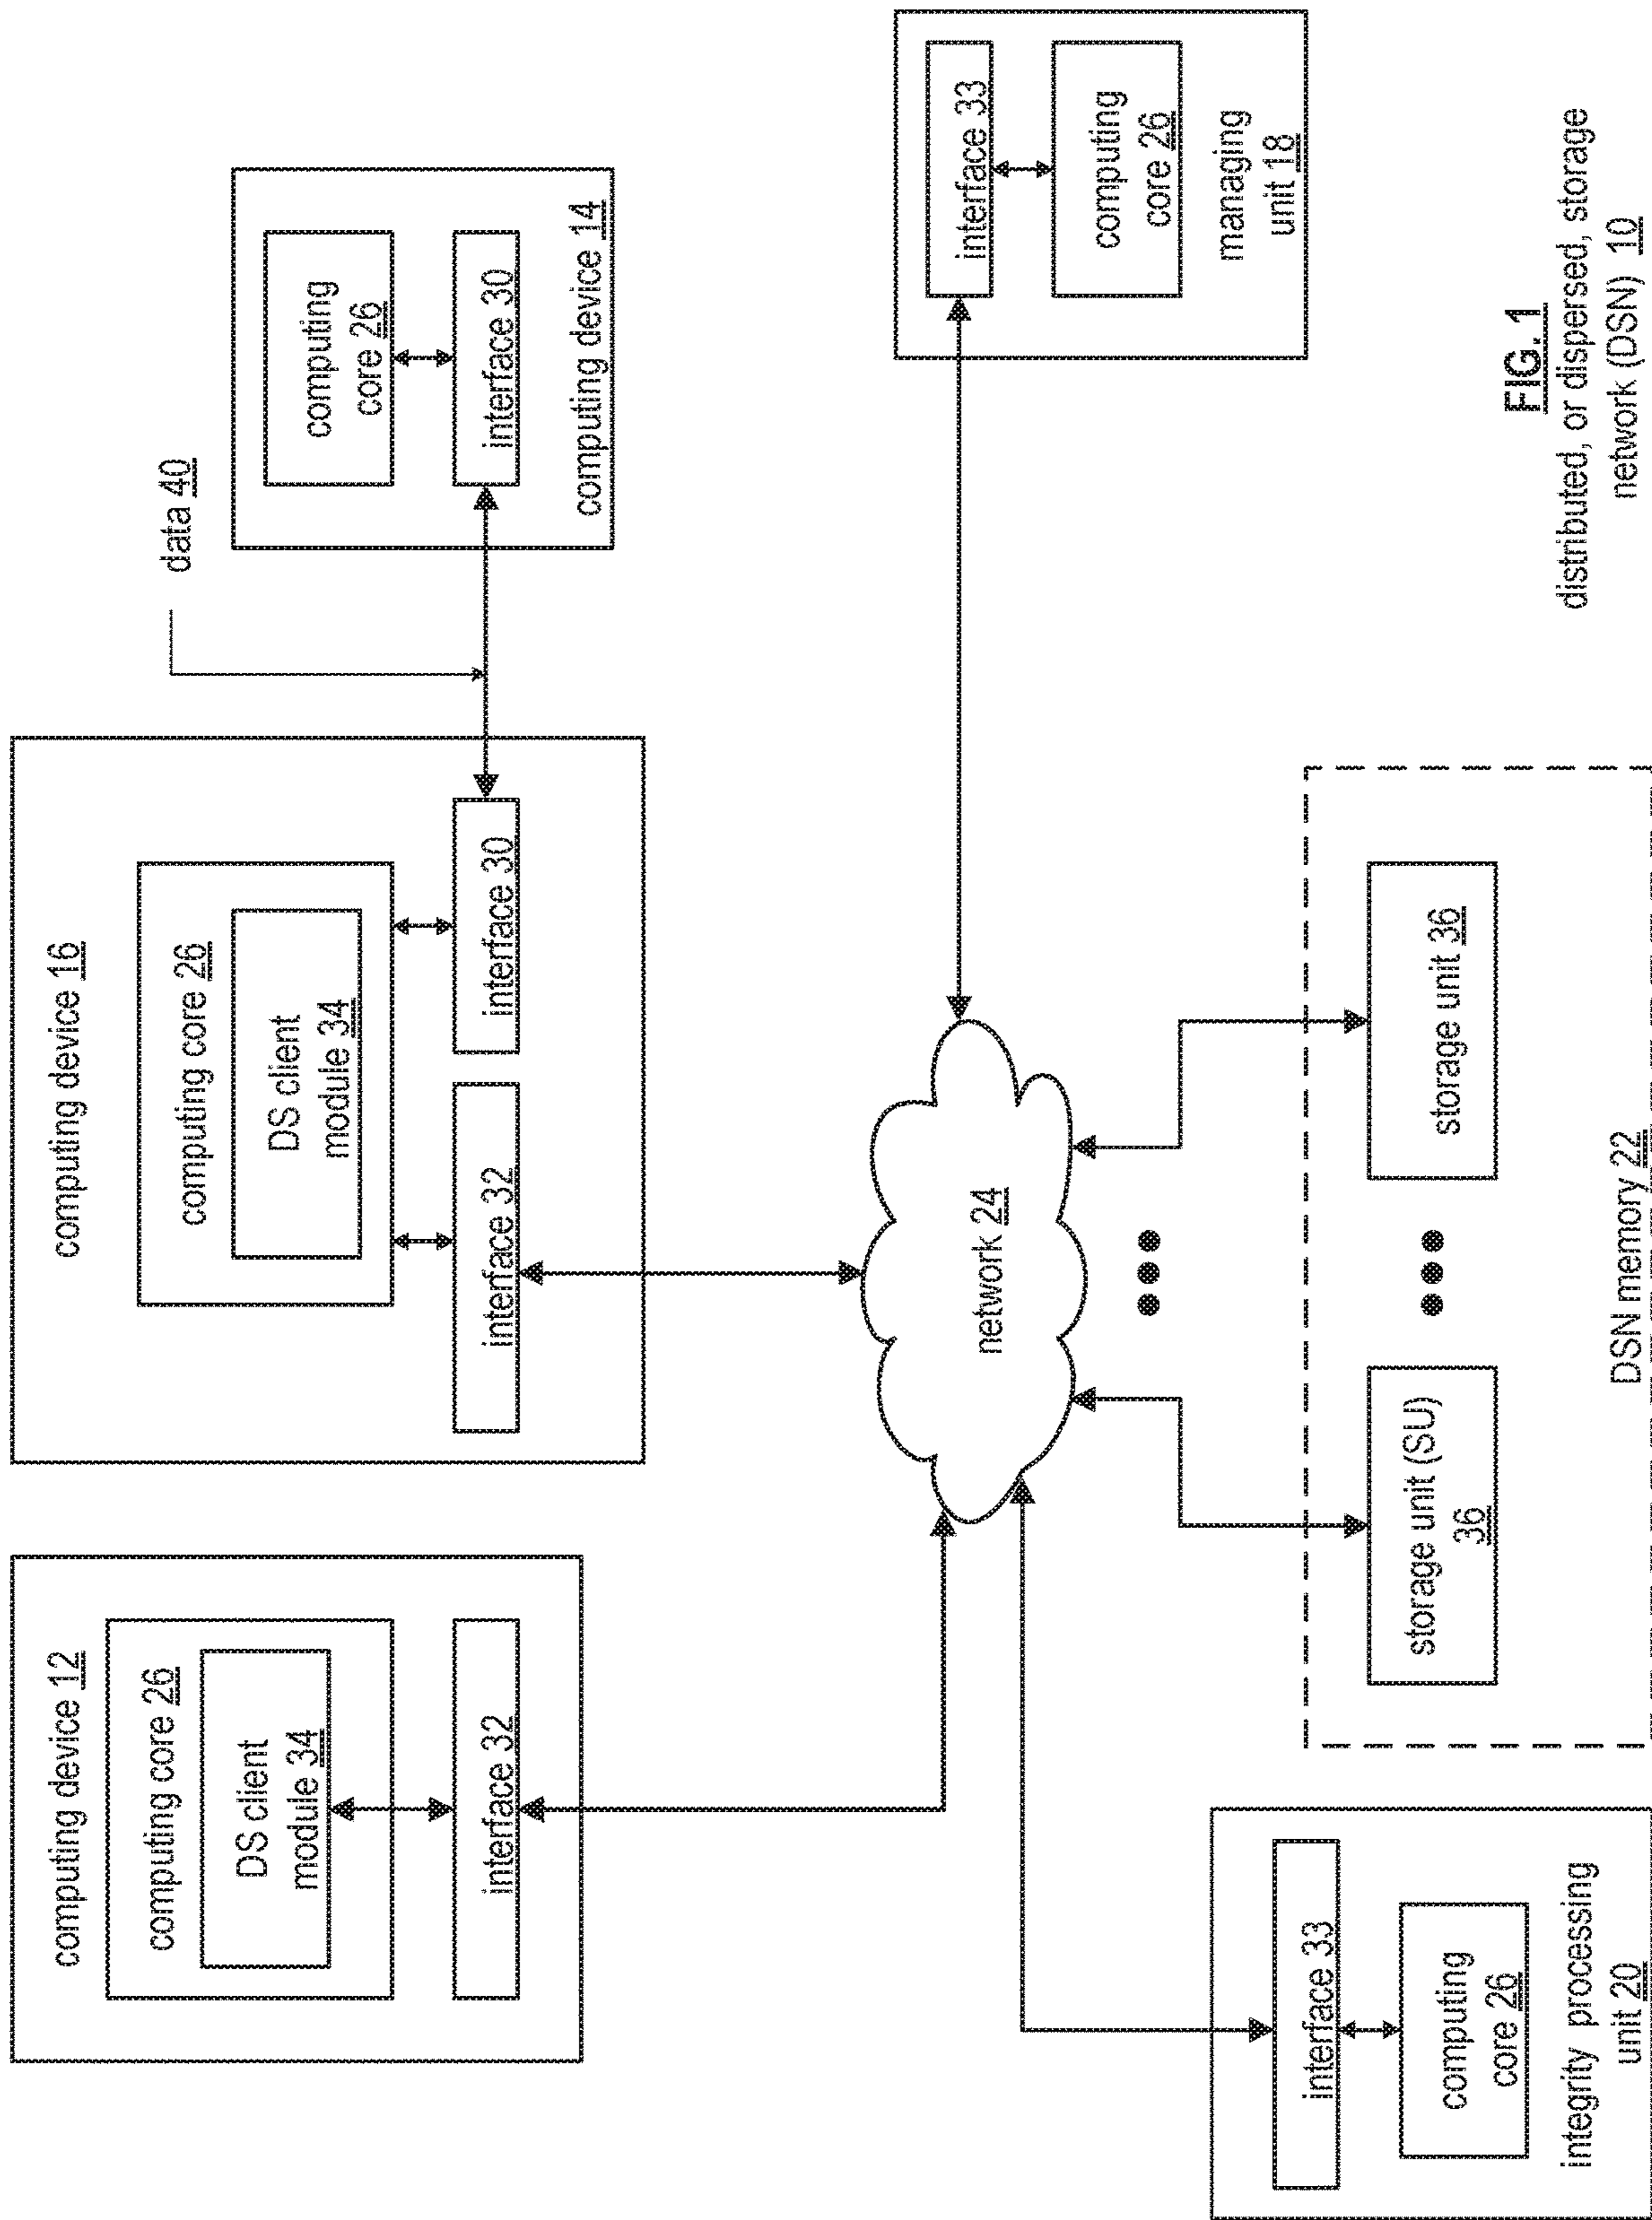 computing device 12
computing core 26
DS client
module 34
interface 32
computing device 16
computing core 26
DS client
module 34
interface 32
interface 30
data 40
computing
core 26
interface 30
computing device 14
network 24
interface 33
computing
core 26
managing
unit 18
interface 33
computing
core 26
integrity processing
unit 20
storage unit (SU)
36
storage unit 36
DSN memory 22
FIG. 1
distributed, or dispersed, storage
network (DSN) 10